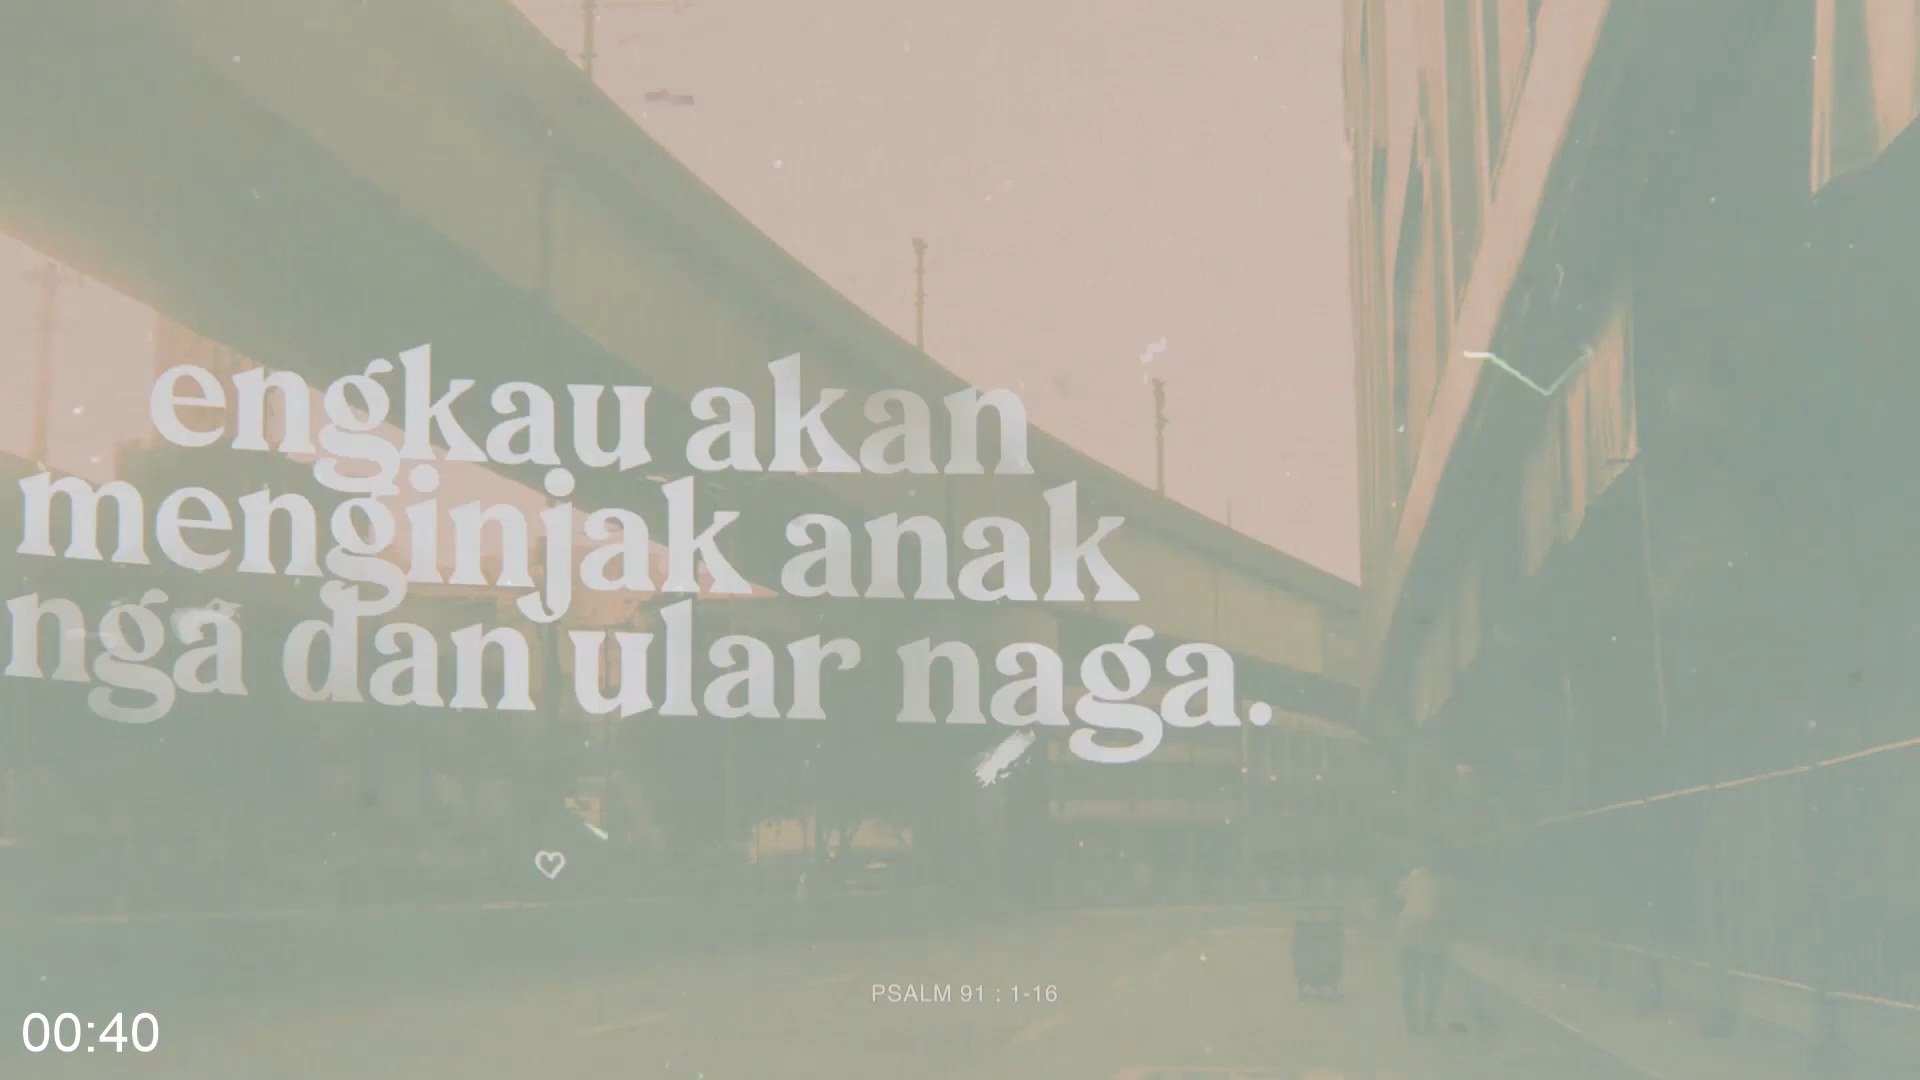 engkau akan
menginjak anak
nga dan ular naga.
PSALM 91 : 1-16
00:40